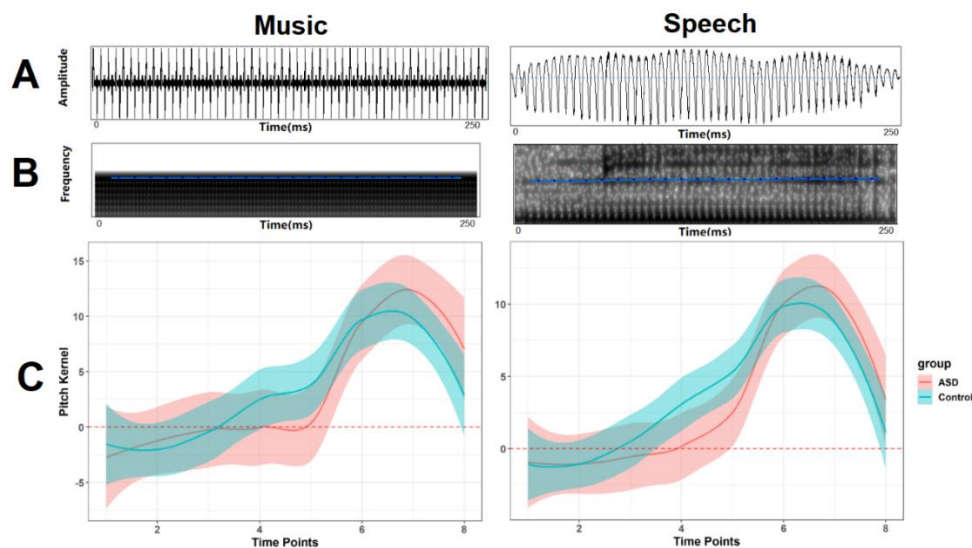 Music
Speech
A
Amplitude
0
Time(ms)
250
0
Time(ms)
250
B
Frequency
0
Time(ms)
250
0
Time(ms)
250
C
Pitch Kernel
15
10
5
0
-5
2
4
6
8
Time Points
10
5
0
2
4
6
8
Time Points
group
ASD
Control